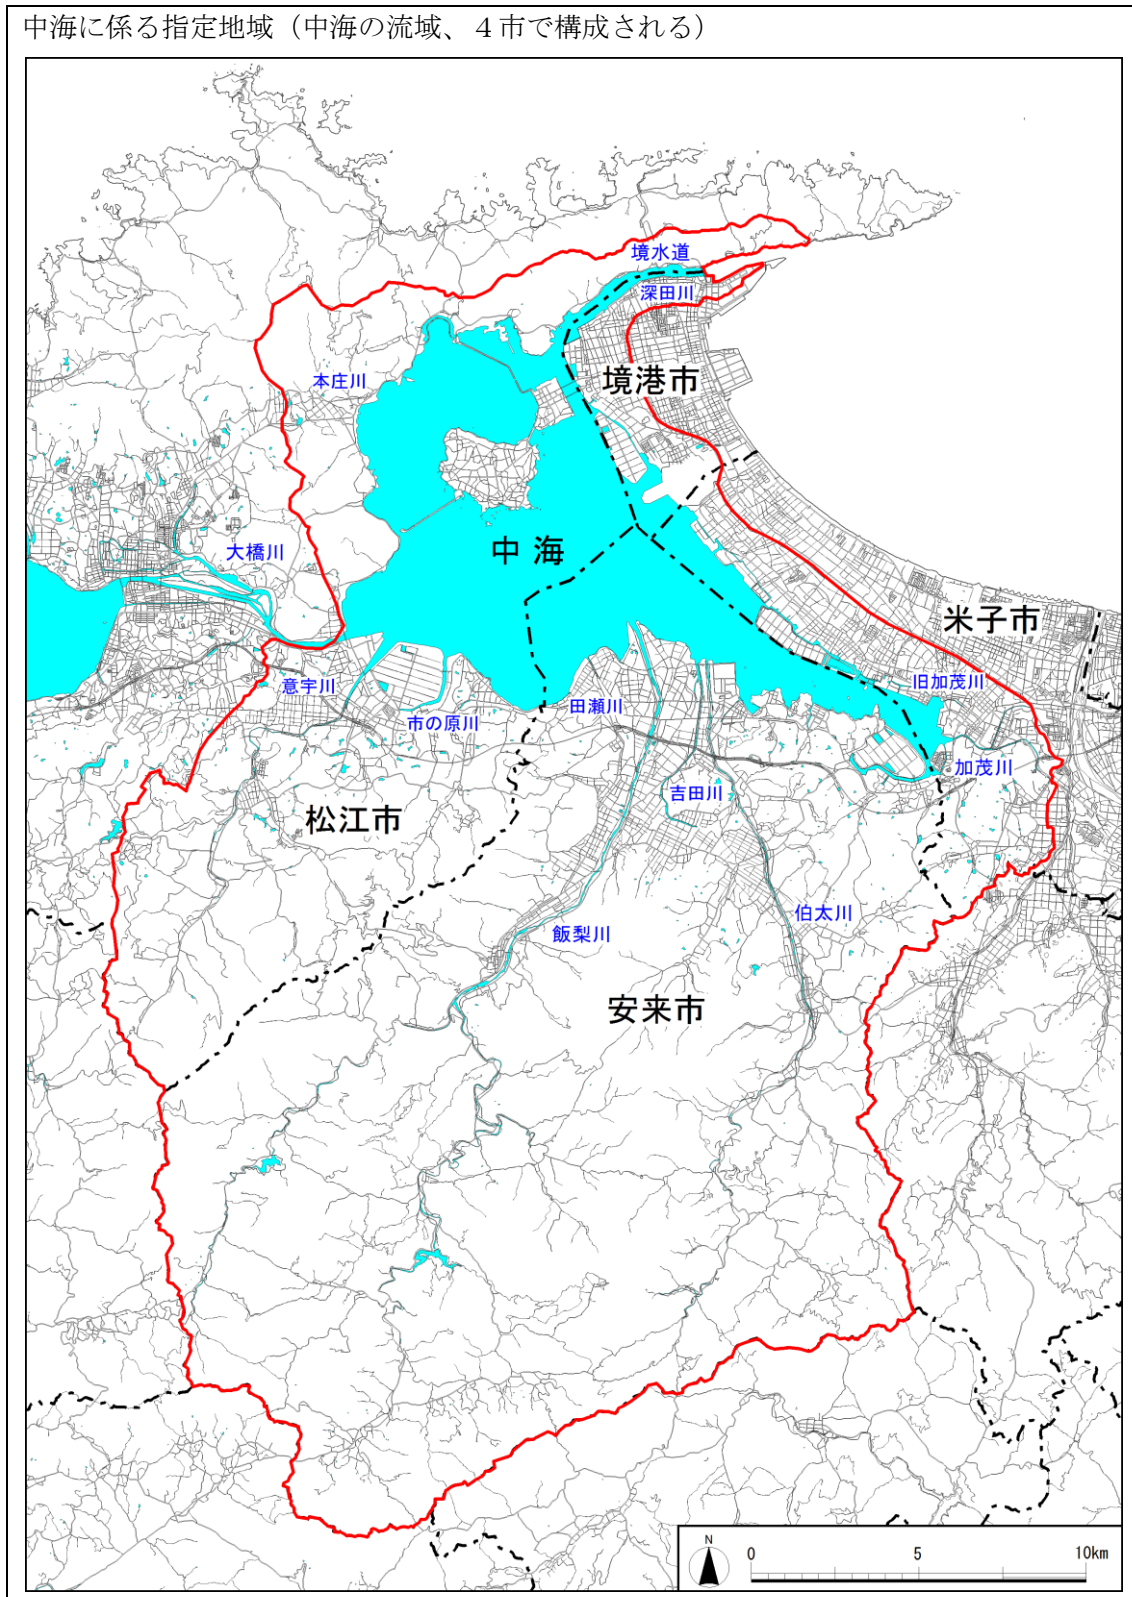 中海に係る指定地域（中海の流域、４市で構成される）
境水道
深田川
境港市
本庄川
大橋川
中 海
米子市
意宇川
市の原川
田瀬川
旧加茂川
加茂川
吉田川
松江市
伯太川
飯梨川
安来市
N
0 5 10km